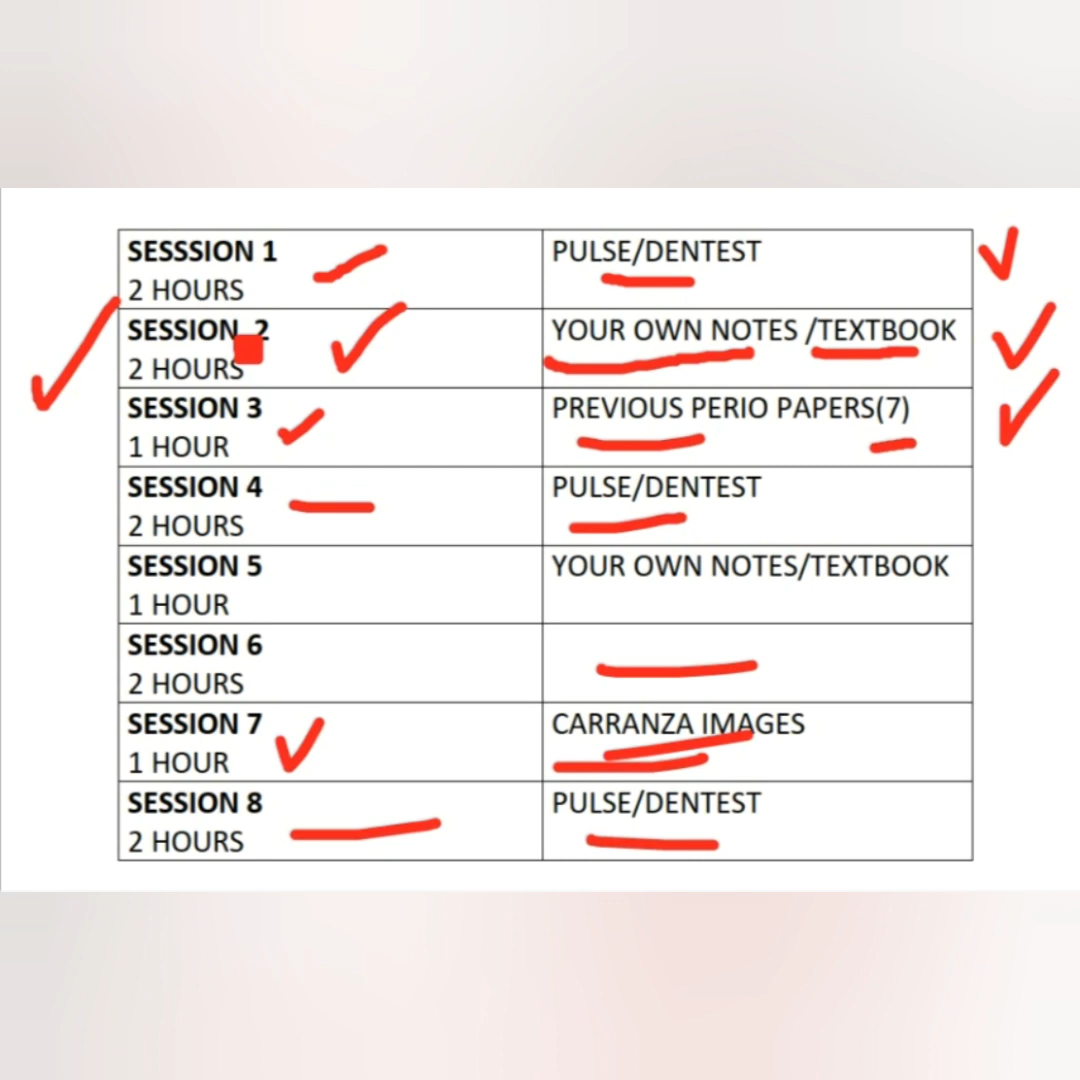 SESSSION 1
2 HOURS
PULSE/DENTEST
SESSION 2
2 HOURS
YOUR OWN NOTES /TEXTBOOK
SESSION 3
1 HOUR
PREVIOUS PERIO PAPERS(7)
SESSION 4
2 HOURS
PULSE/DENTEST
SESSION 5
1 HOUR
YOUR OWN NOTES/TEXTBOOK
SESSION 6
2 HOURS
SESSION 7
1 HOUR
CARRANZA IMAGES
SESSION 8
2 HOURS
PULSE/DENTEST